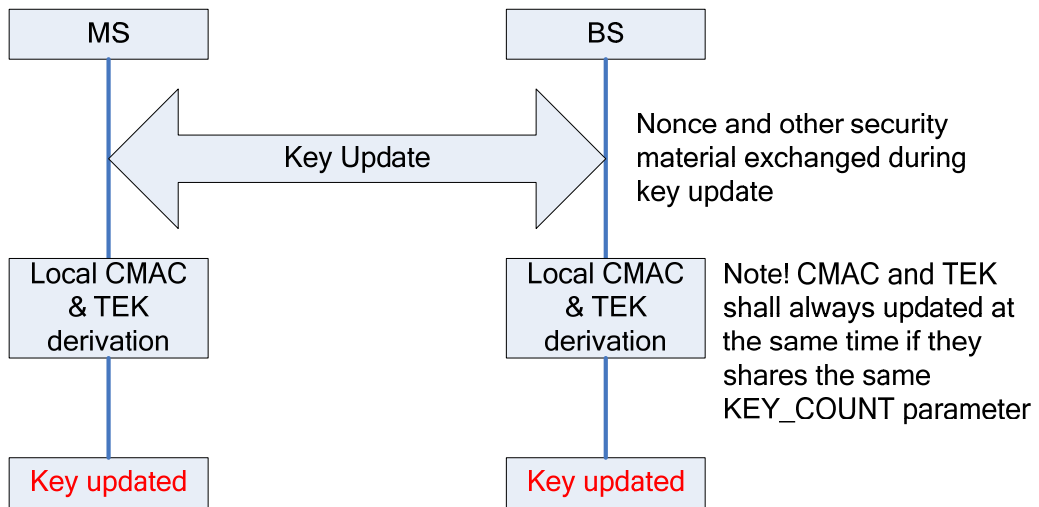 MS
BS
Key Update
Nonce and other security
material exchanged during
key update
Local CMAC
& TEK
derivation
Local CMAC
& TEK
derivation
Note! CMAC and TEK
shall always updated at
the same time if they
shares the same
KEY_COUNT parameter
Key updated
Key updated